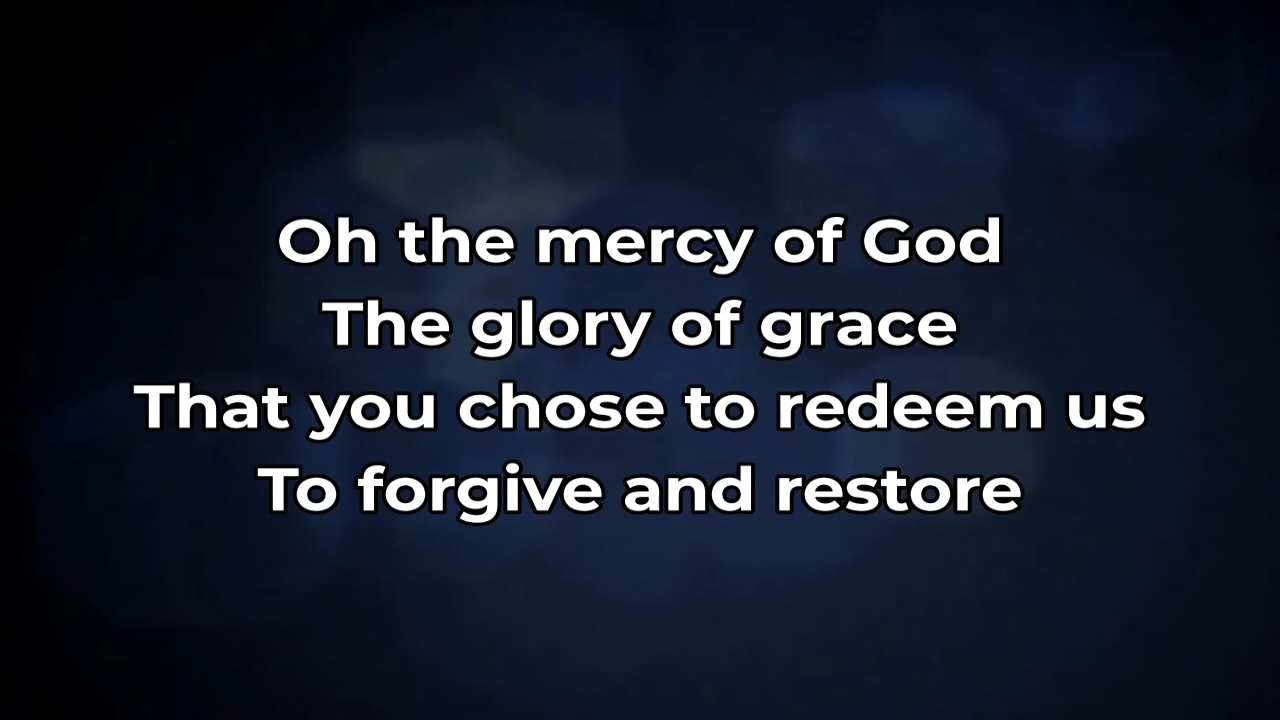 Oh the mercy of God
The glory of grace
That you chose to redeem us
To forgive and restore